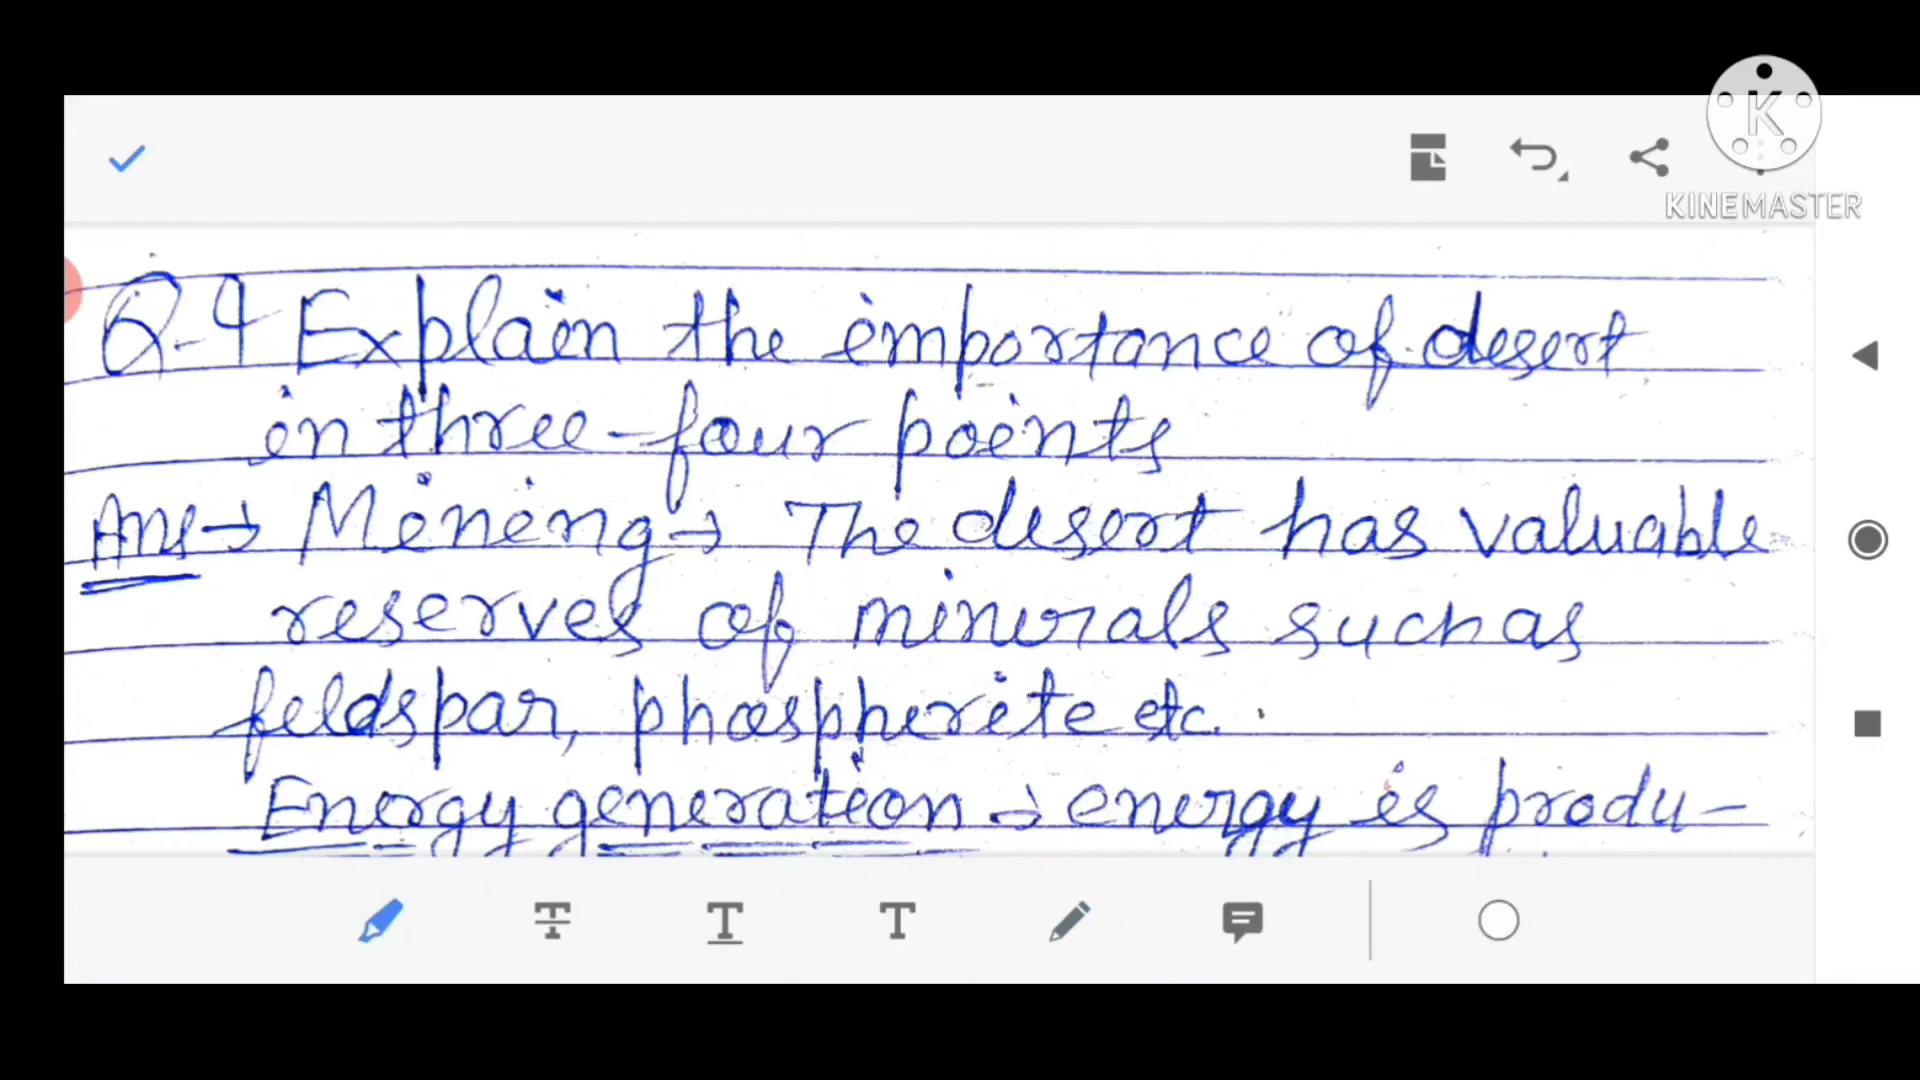 KINEMASTER
Q-4 Explain the importance of desert
in three-four points
Ans→ Mining→ The desert has valuable
reserves of minerals such as
feldspar, phospherite etc.
Energy generation → energy is produ-